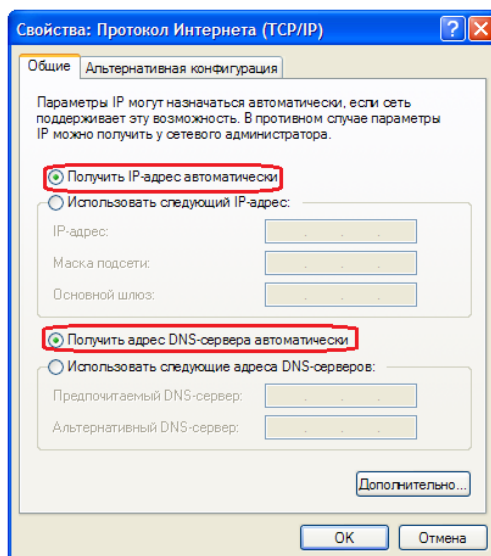 Свойства: Протокол Интернета (TCP/IP)
Общие
Альтернативная конфигурация
Параметры IP могут назначаться автоматически, если сеть
поддерживает эту возможность. В противном случае параметры
IP можно получить у сетевого администратора.
Получить IP-адрес автоматически
Использовать следующий IP-адрес:
IP-адрес:
Маска подсети:
Основной шлюз:
Получить адрес DNS-сервера автоматически
Использовать следующие адреса DNS-серверов:
Предпочитаемый DNS-сервер:
Альтернативный DNS-сервер:
Дополнительно...
OK
Отмена